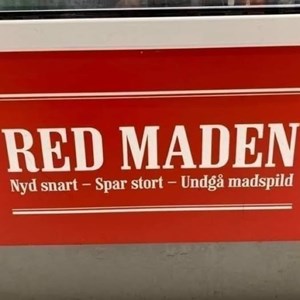 RED MADEN
Nyd snart – Spar stort – Undgå madspild